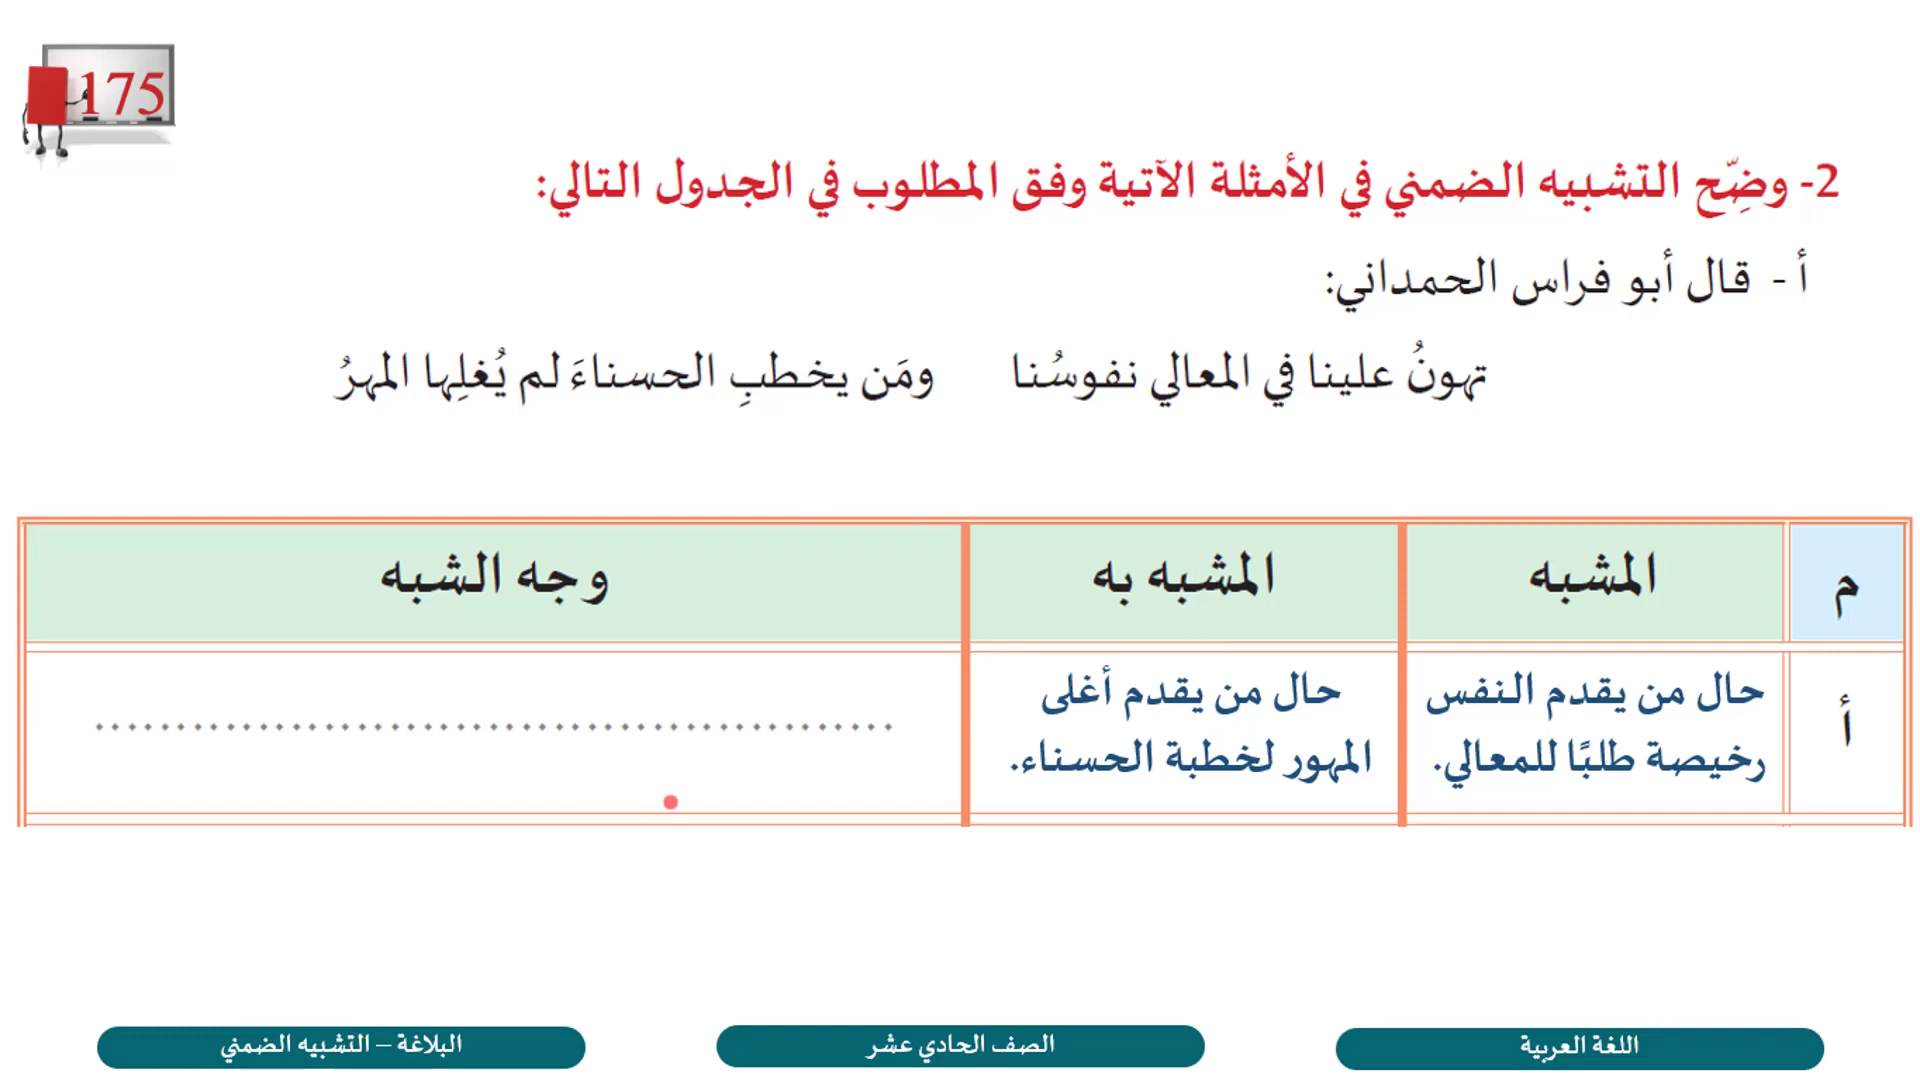 175
2- وضِّح التشبيه الضمني في الأمثلة الآتية وفق المطلوب في الجدول التالي:
أ - قال أبو فراس الحمداني:
تهونُ علينا في المعالي نفوسُنا ومَن يخطبِ الحسناءَ لم يُغلِها المهرُ
م المشبه المشبه به وجه الشبه
أ
حال من يقدم النفس
رخيصة طلبًا للمعالي.
حال من يقدم أغلى
المهور لخطبة الحسناء.
..................................................
اللغة العربية
الصف الحادي عشر
البلاغة – التشبيه الضمني